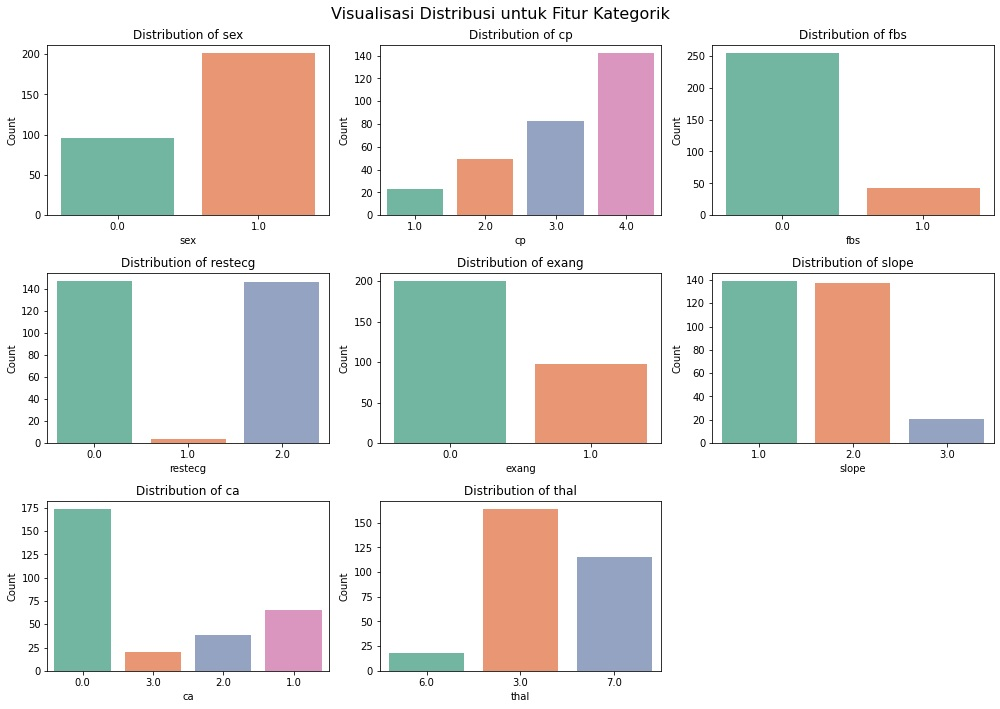 Visualisasi Distribusi untuk Fitur Kategorik
Distribution of sex
200
150
100
50
0
Count
0.0 1.0
sex
Distribution of cp
140
120
100
80
60
40
20
0
Count
1.0 2.0 3.0 4.0
cp
Distribution of fbs
250
200
150
100
50
0
Count
0.0 1.0
fbs
Distribution of restecg
140
120
100
80
60
40
20
0
Count
0.0 1.0 2.0
restecg
Distribution of exang
200
150
100
50
0
Count
0.0 1.0
exang
Distribution of slope
140
120
100
80
60
40
20
0
Count
1.0 2.0 3.0
slope
Distribution of ca
175
150
125
100
75
50
25
0
Count
0.0 3.0 2.0 1.0
ca
Distribution of thal
150
125
100
75
50
25
0
Count
6.0 3.0 7.0
thal